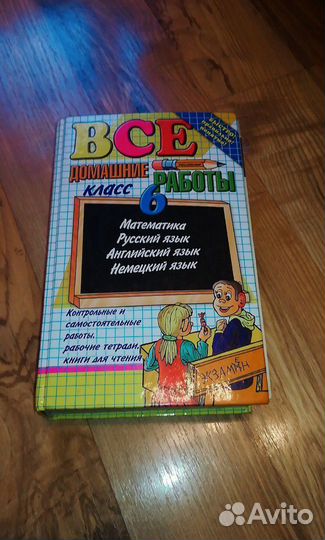 ВСЕ
ДОМАШНИЕ РАБОТЫ
КЛАСС 6
Математика
Русский язык
Английский язык
Немецкий язык
Контрольные и
самостоятельные
работы,
рабочие тетради,
книги для чтения
ЭКЗАМЕН
Avito